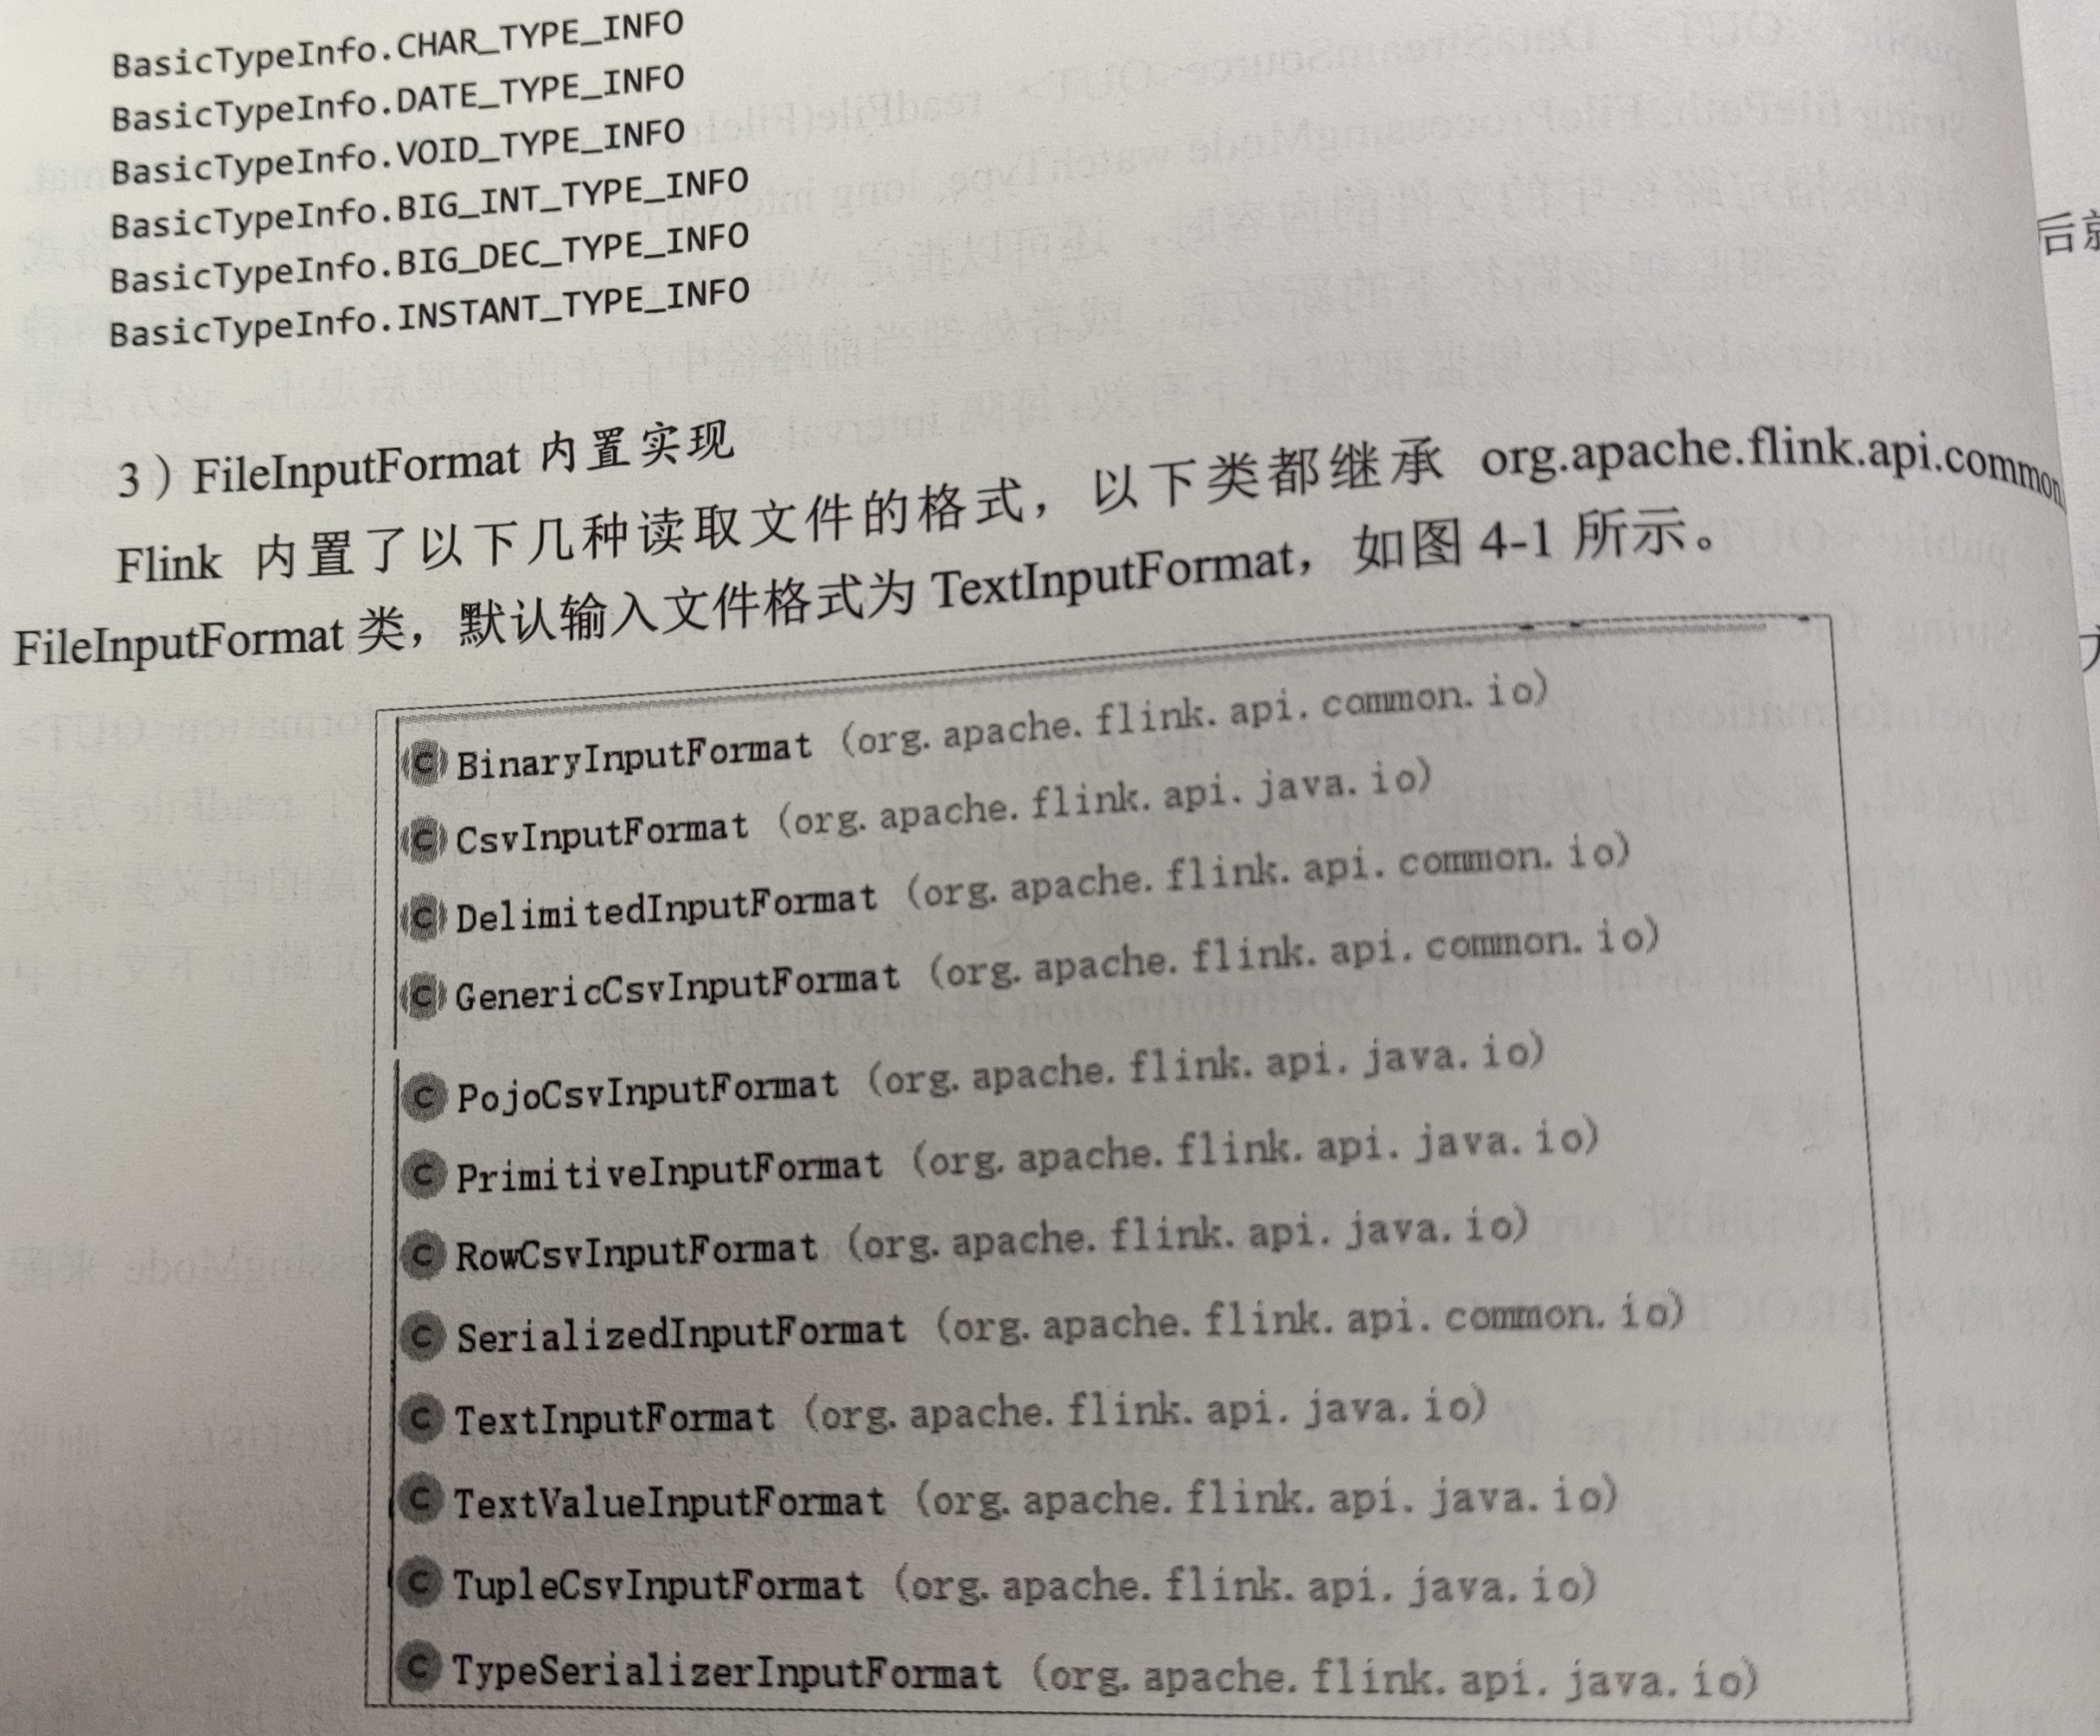 BasicTypeInfo.CHAR_TYPE_INFO
BasicTypeInfo.DATE_TYPE_INFO
BasicTypeInfo.VOID_TYPE_INFO
BasicTypeInfo.BIG_INT_TYPE_INFO
BasicTypeInfo.BIG_DEC_TYPE_INFO
BasicTypeInfo.INSTANT_TYPE_INFO
3）FileInputFormat 内置实现
Flink 内置了以下几种读取文件的格式，以下类都继承 org.apache.flink.api.common
FileInputFormat 类，默认输入文件格式为 TextInputFormat，如图 4-1 所示。
C BinaryInputFormat (org.apache.flink.api.common.io)
C CsvInputFormat (org.apache.flink.api.java.io)
C DelimitedInputFormat (org.apache.flink.api.common.io)
C GenericCsvInputFormat (org.apache.flink.api.common.io)
C PojoCsvInputFormat (org.apache.flink.api.java.io)
C PrimitiveInputFormat (org.apache.flink.api.java.io)
C RowCsvInputFormat (org.apache.flink.api.java.io)
C SerializedInputFormat (org.apache.flink.api.common.io)
C TextInputFormat (org.apache.flink.api.java.io)
C TextValueInputFormat (org.apache.flink.api.java.io)
C TupleCsvInputFormat (org.apache.flink.api.java.io)
C TypeSerializerInputFormat (org.apache.flink.api.java.io)
后就